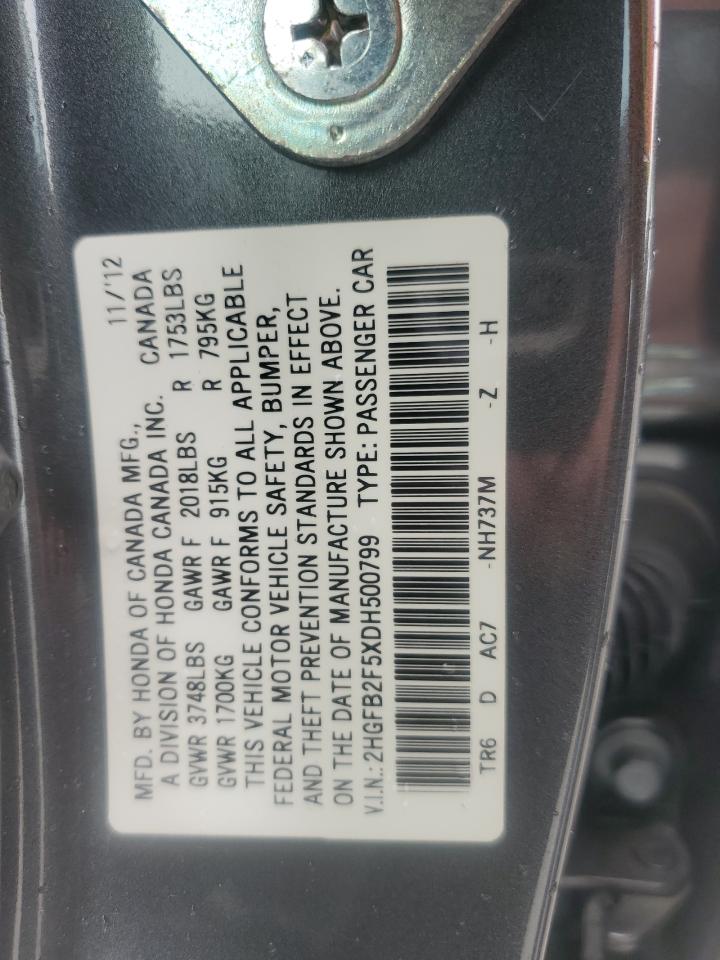 MFD. BY HONDA OF CANADA MFG., 11/'12
A DIVISION OF HONDA CANADA INC. CANADA
GVWR 3748LBS GAWR F 2018LBS R 1753LBS
GVWR 1700KG GAWR F 915KG R 795KG
THIS VEHICLE CONFORMS TO ALL APPLICABLE
FEDERAL MOTOR VEHICLE SAFETY, BUMPER,
AND THEFT PREVENTION STANDARDS IN EFFECT
ON THE DATE OF MANUFACTURE SHOWN ABOVE.
V.I.N.: 2HGFB2F5XDH500799 TYPE: PASSENGER CAR
TR6 D AC7 -NH737M -Z -H